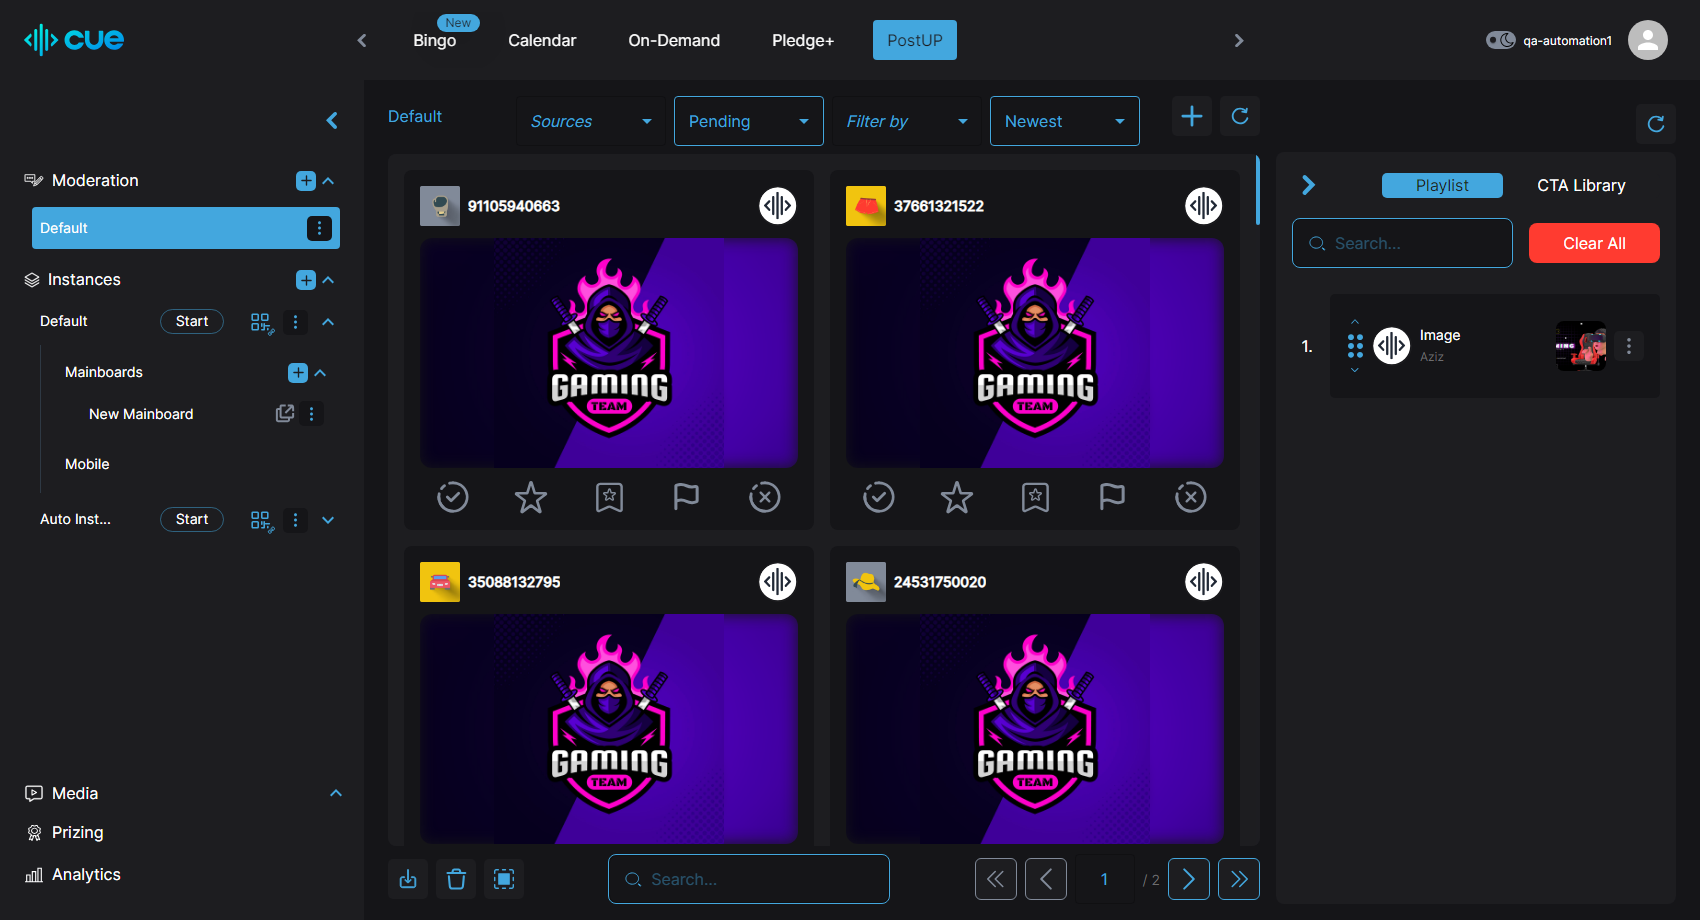 cue
New
Bingo
Calendar
On-Demand
Pledge+
PostUP
qa-automation1
Default
Sources
Pending
Filter by
Newest
Moderation
Default
Instances
Default
Start
Mainboards
New Mainboard
Mobile
Auto Inst...
Start
Media
Prizing
Analytics
91105940663
GAMING
TEAM
37661321522
GAMING
TEAM
35088132795
GAMING
TEAM
24531750020
GAMING
TEAM
Search...
1
/ 2
Playlist
CTA Library
Search...
Clear All
1.
Image
Aziz